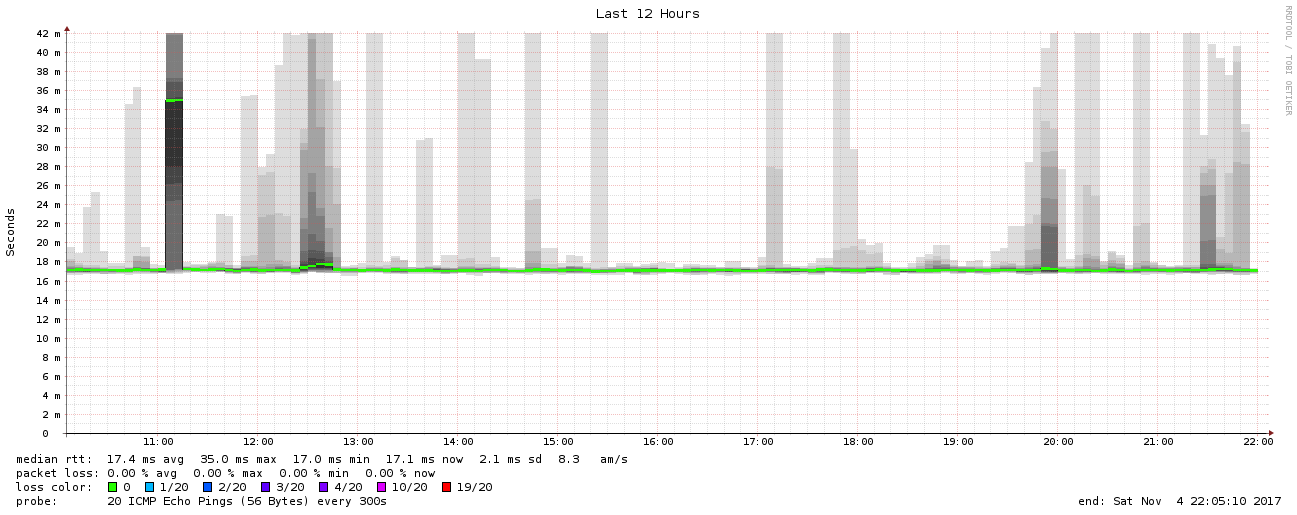 Last 12 Hours
RRDTOOL / TOBI OETIKER
Seconds
42 m
40 m
38 m
36 m
34 m
32 m
30 m
28 m
26 m
24 m
22 m
20 m
18 m
16 m
14 m
12 m
10 m
8 m
6 m
4 m
2 m
0
11:00 12:00 13:00 14:00 15:00 16:00 17:00 18:00 19:00 20:00 21:00 22:00
median rtt: 17.4 ms avg 35.0 ms max 17.0 ms min 17.1 ms now 2.1 ms sd 8.3 am/s
packet loss: 0.00 % avg 0.00 % max 0.00 % min 0.00 % now
loss color: 0 1/20 2/20 3/20 4/20 10/20 19/20
probe: 20 ICMP Echo Pings (56 Bytes) every 300s end: Sat Nov 4 22:05:10 2017